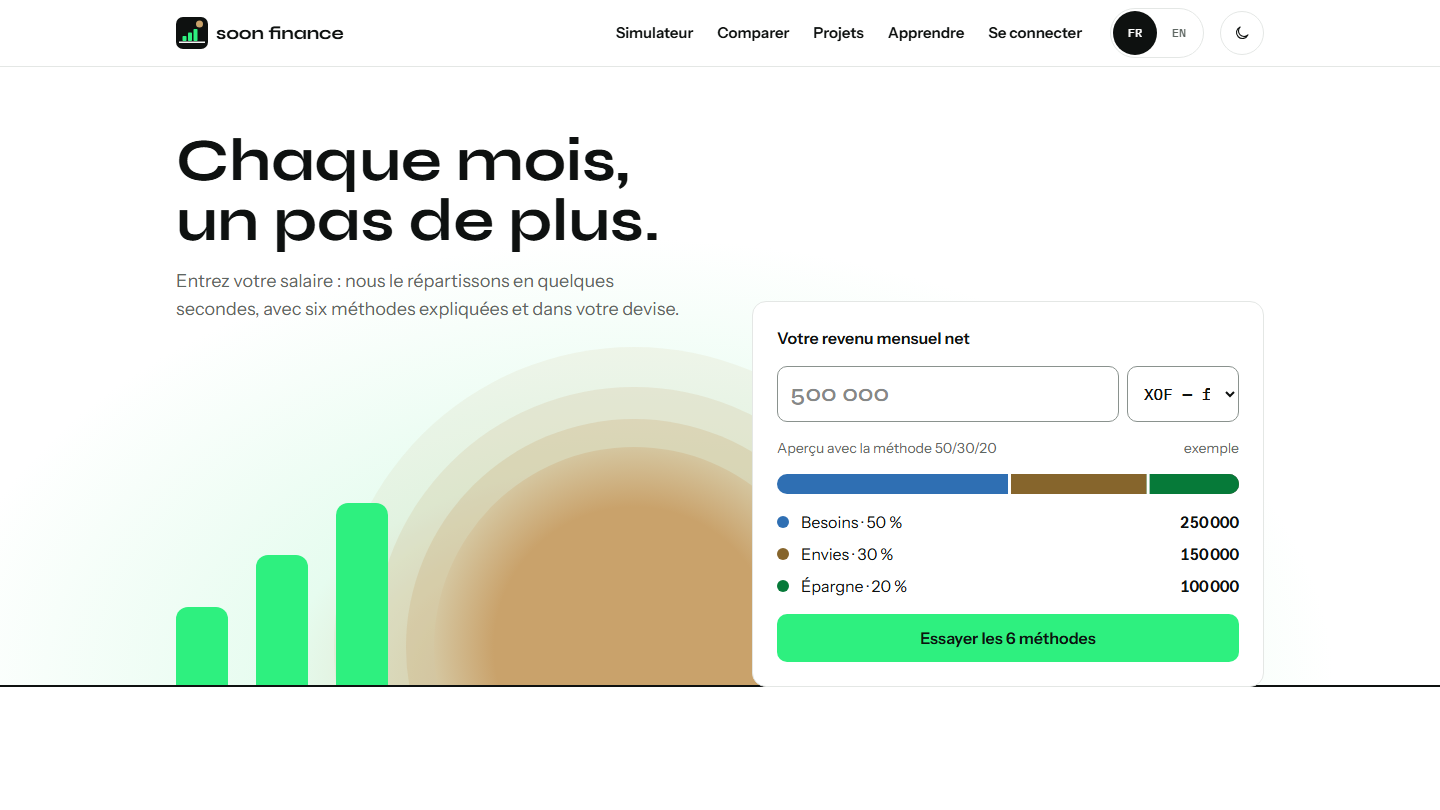 soon finance
Simulateur Comparer Projets Apprendre Se connecter FR EN
Chaque mois,
un pas de plus.
Entrez votre salaire : nous le répartissons en quelques
secondes, avec six méthodes expliquées et dans votre devise.
Votre revenu mensuel net
500 000 XOF – f
Aperçu avec la méthode 50/30/20 exemple
Besoins · 50 % 250 000
Envies · 30 % 150 000
Épargne · 20 % 100 000
Essayer les 6 méthodes